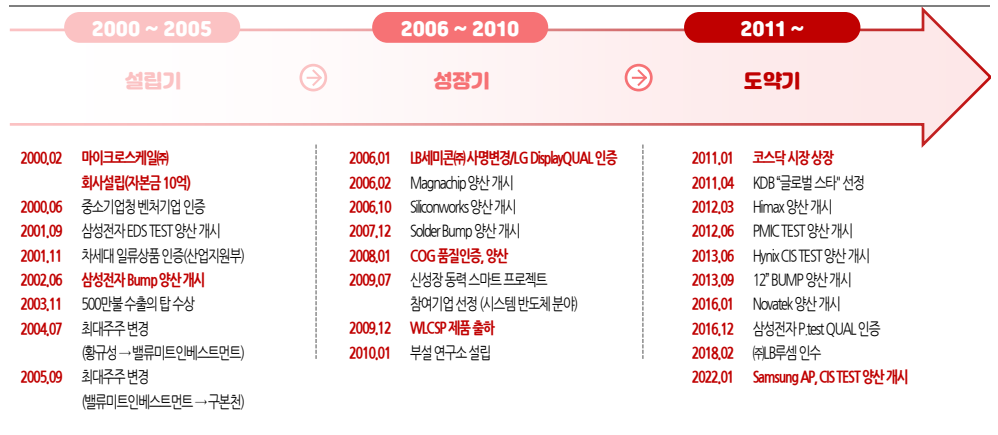 2000 ~ 2005
설립기
2006 ~ 2010
성장기
2011 ~
도약기
2000.02 마이크로스케일㈜
회사설립(자본금 10억)
2000.06 중소기업청 벤처기업 인증
2001.09 삼성전자 EDS TEST 양산 개시
2001.11 차세대 일류상품 인증(산업지원부)
2002.06 삼성전자 Bump 양산 개시
2003.11 500만불 수출의 탑 수상
2004.07 최대주주 변경
(황규성 → 밸류미트인베스트먼트)
2005.09 최대주주 변경
(밸류미트인베스트먼트 → 구본천)
2006.01 LB세미콘㈜ 사명변경/LG DisplayQUAL 인증
2006.02 Magnachip 양산 개시
2006.10 Siliconworks 양산 개시
2007.12 Solder Bump 양산 개시
2008.01 COG 품질인증, 양산
2009.07 신성장 동력 스마트 프로젝트
참여기업 선정 (시스템 반도체 분야)
2009.12 WLCSP 제품 출하
2010.01 부설 연구소 설립
2011.01 코스닥 시장 상장
2011.04 KDB “글로벌 스타” 선정
2012.03 Himax 양산 개시
2012.06 PMIC TEST 양산 개시
2013.06 Hynix CIS TEST 양산 개시
2013.09 12” BUMP 양산 개시
2016.01 Novatek 양산 개시
2016.12 삼성전자 P.test QUAL 인증
2018.02 ㈜LB루셈 인수
2022.01 Samsung AP, CIS TEST 양산 개시